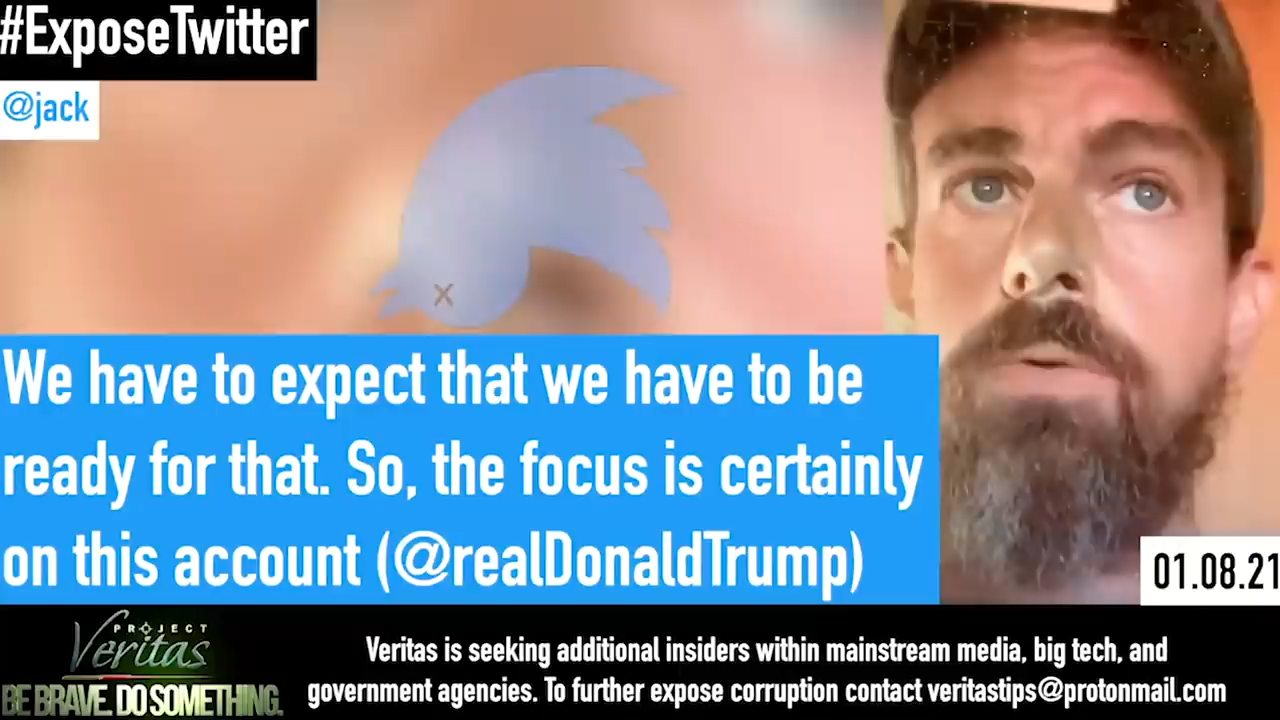 #ExposeTwitter
@jack
We have to expect that we have to be
ready for that. So, the focus is certainly
on this account (@realDonaldTrump)
01.08.21
PROJECT
Veritas
BE BRAVE. DO SOMETHING.
Veritas is seeking additional insiders within mainstream media, big tech, and
government agencies. To further expose corruption contact veritastips@protonmail.com